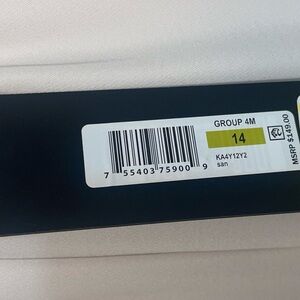 GROUP 4M
14
KA4Y12Y2
san
7 55403 75900 9
MSRP $149.00